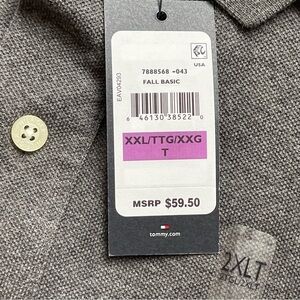 USA
7888568 -043
FALL BASIC
EAV04293
6 46130 38522 0
XXL/TTG/XXG
T
MSRP $59.50
tommy.com
2XLT